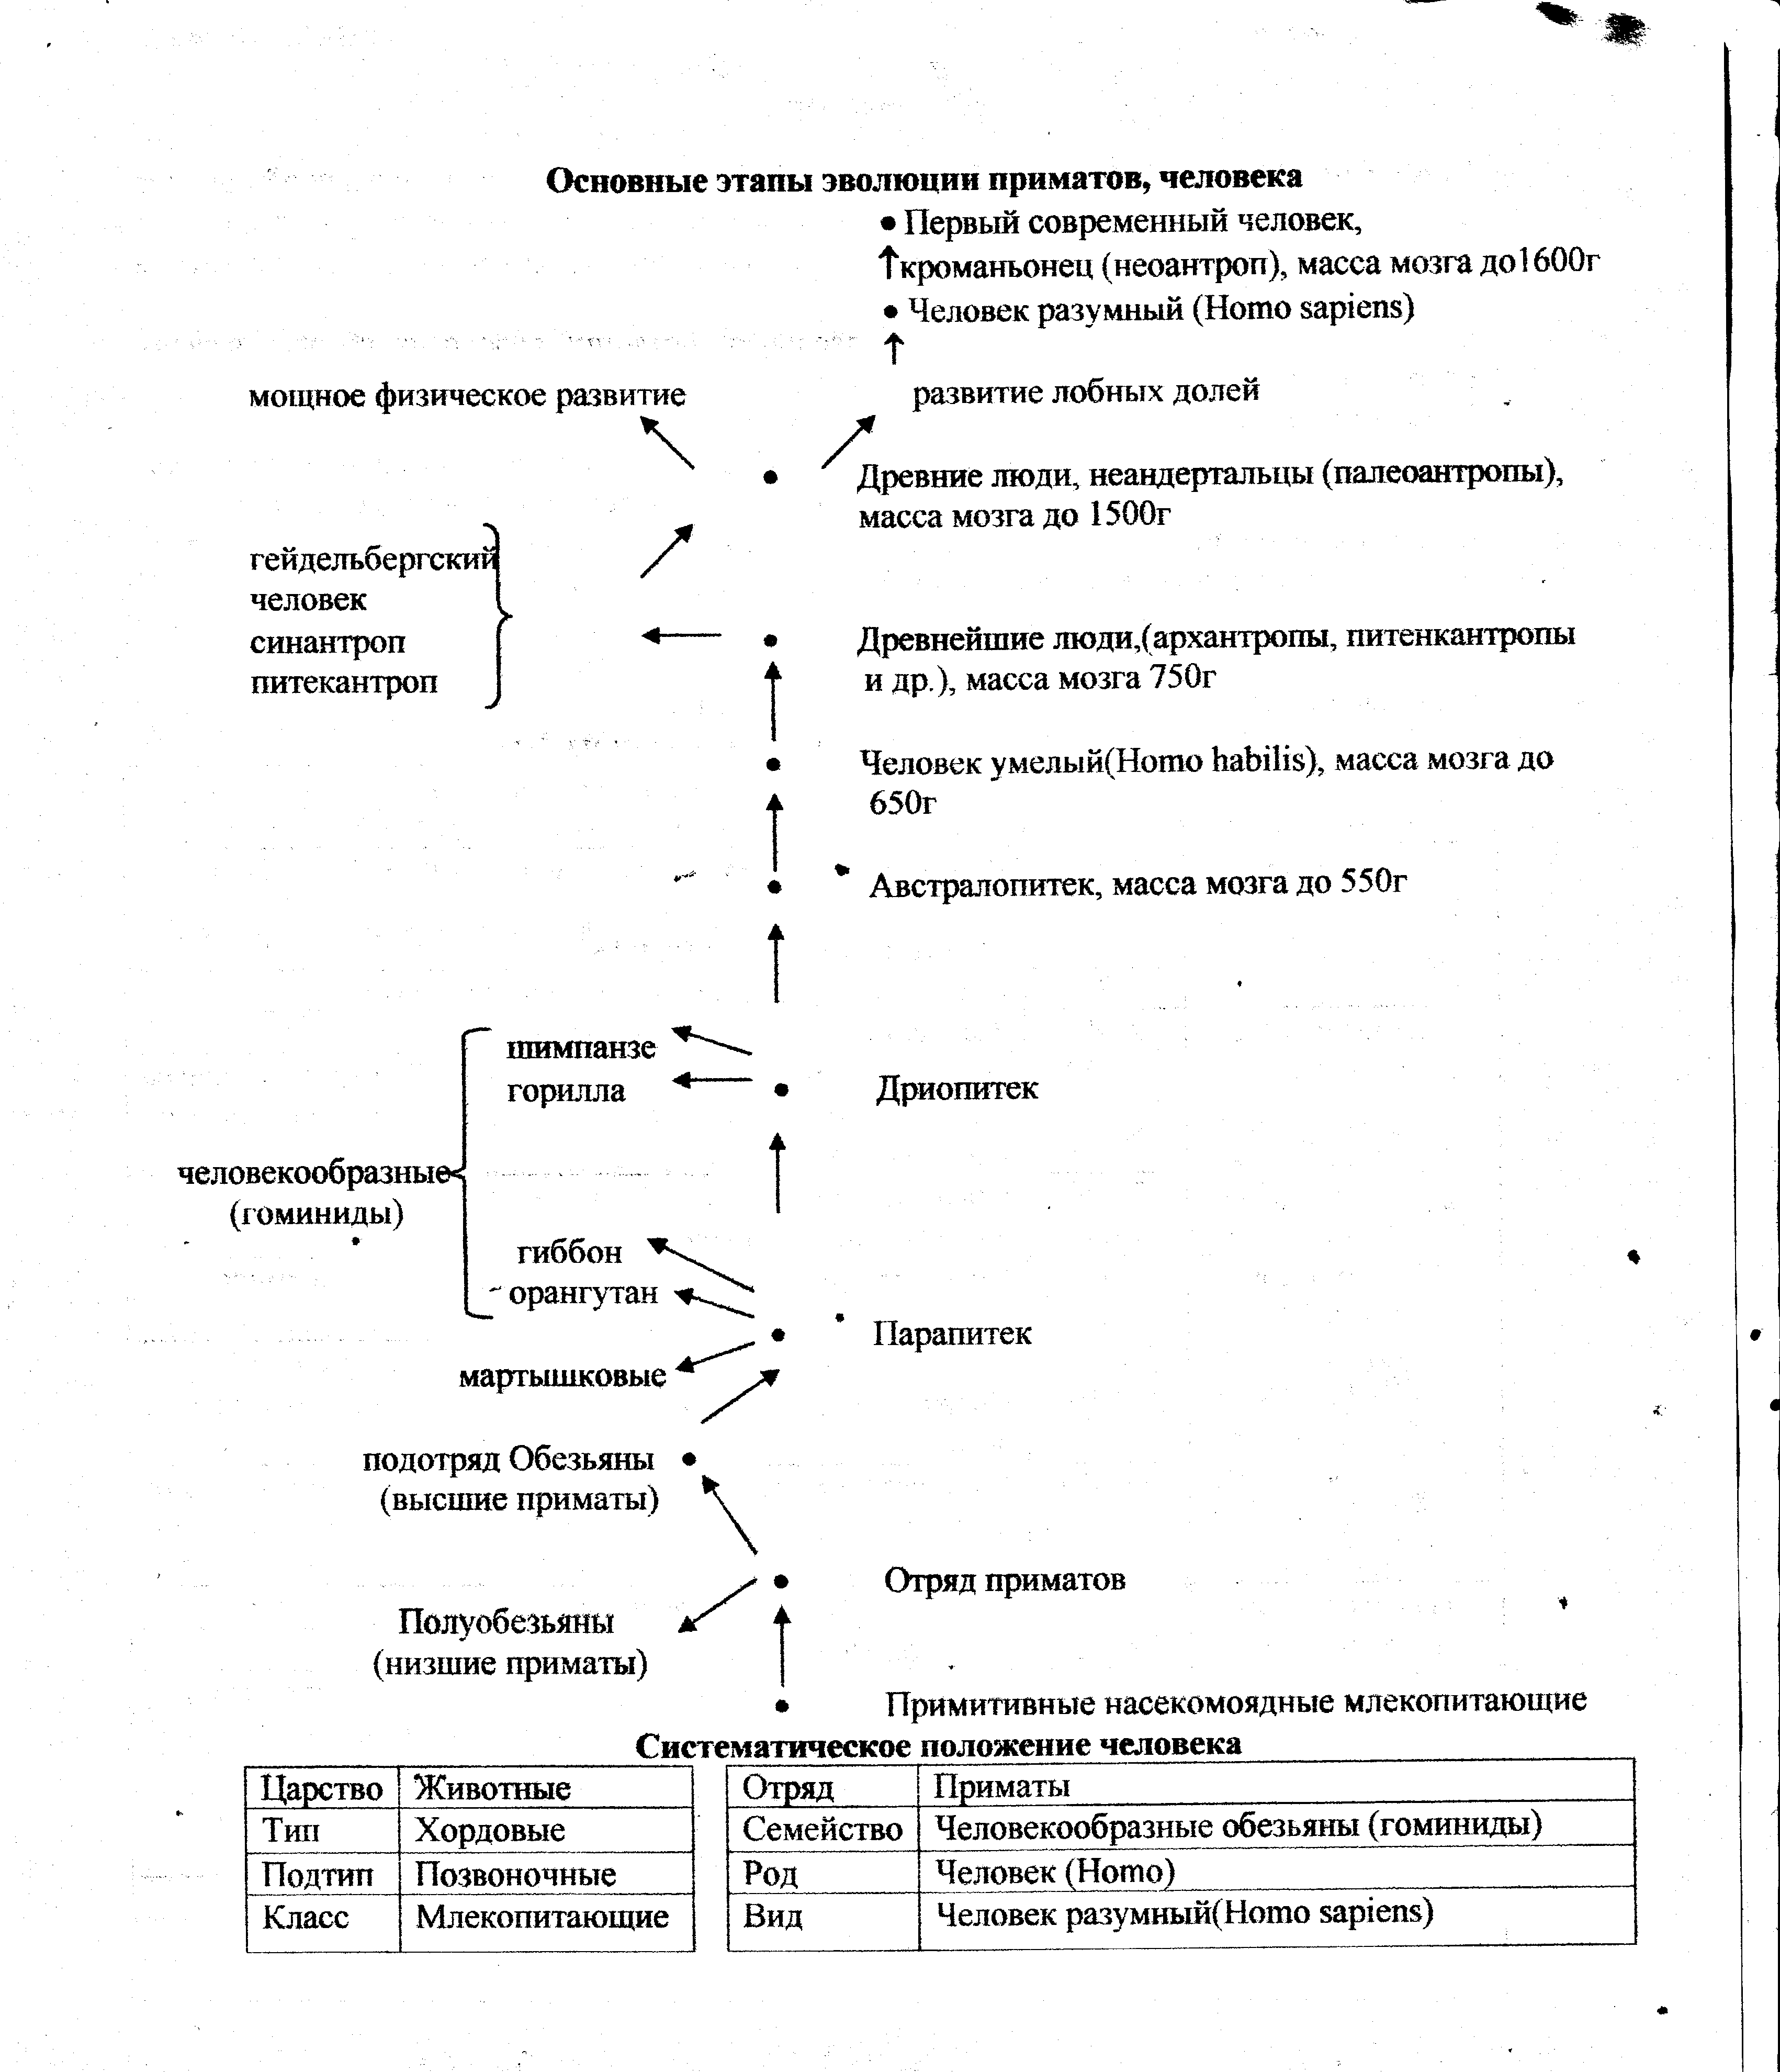 Основные этапы эволюции приматов, человека
● Первый современный человек,
↑кроманьонец (неоантроп), масса мозга до1600г
● Человек разумный (Homo sapiens)
мощное физическое развитие
развитие лобных долей
Древние люди, неандертальцы (палеоантропы),
масса мозга до 1500г
гейдельбергский
человек
синантроп
питекантроп
Древнейшие люди,(архантропы, питенкантропы
и др.), масса мозга 750г
Человек умелый(Homo habilis), масса мозга до
650г
Австралопитек, масса мозга до 550г
шимпанзе
горилла
Дриопитек
человекообразные
(гоминиды)
гиббон
орангутан
Парапитек
мартышковые
подотряд Обезьяны
(высшие приматы)
Отряд приматов
Полуобезьяны
(низшие приматы)
Примитивные насекомоядные млекопитающие
Систематическое положение человека
Царство Животные
Тип Хордовые
Подтип Позвоночные
Класс Млекопитающие
Отряд Приматы
Семейство Человекообразные обезьяны (гоминиды)
Род Человек (Homo)
Вид Человек разумный(Homo sapiens)